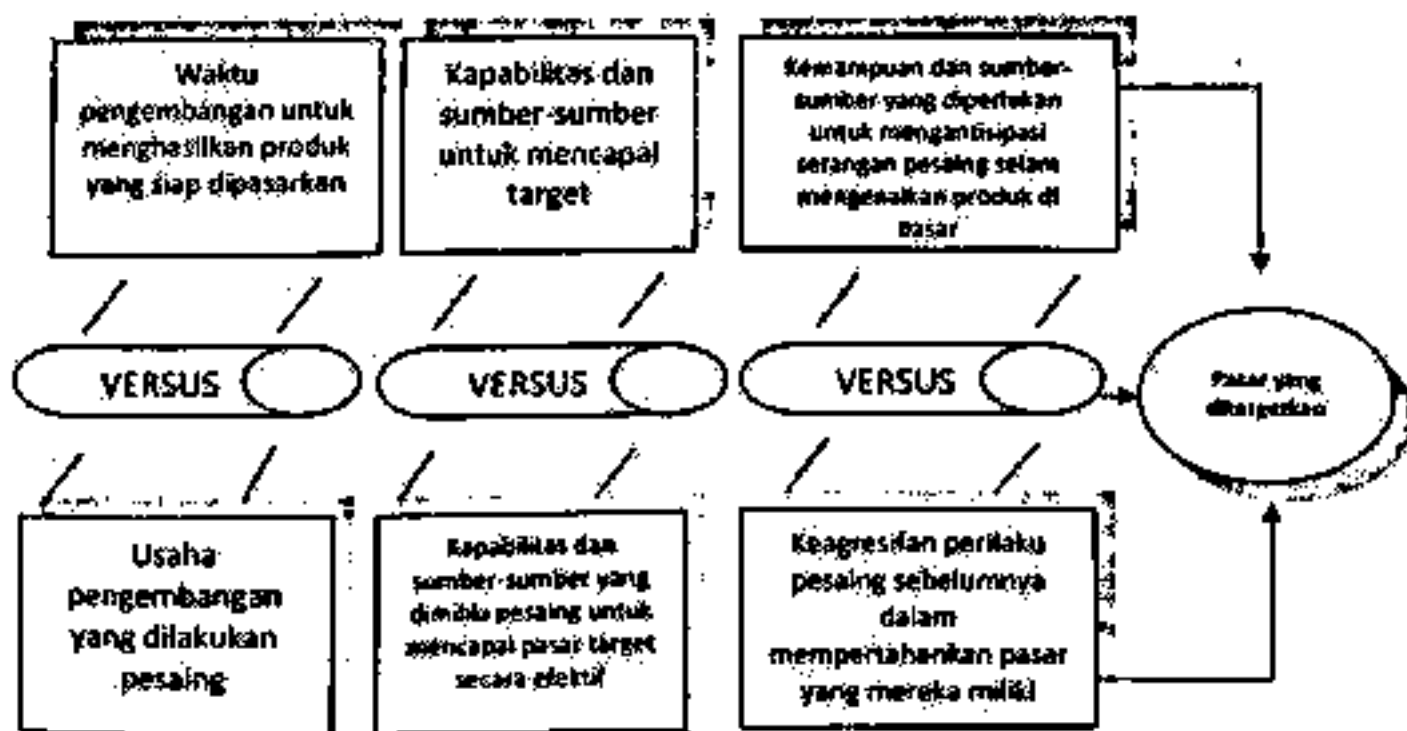 Waktu
pengembangan untuk
menghasilkan produk
yang siap dipasarkan
Kapabilitas dan
sumber-sumber
untuk mencapai
target
Kemampuan dan sumber-
sumber yang diperlukan
untuk mengantisipasi
serangan pesaing selam
mengenalkan produk di
pasar
VERSUS
VERSUS
VERSUS
Pasar yang
ditargetkan
Usaha
pengembangan
yang dilakukan
pesaing
Kapabilitas dan
sumber-sumber yang
dimiliki pesaing untuk
mencapai pasar target
secara efektif
Keagresifan perilaku
pesaing sebelumnya
dalam
mempertahankan pasar
yang mereka miliki